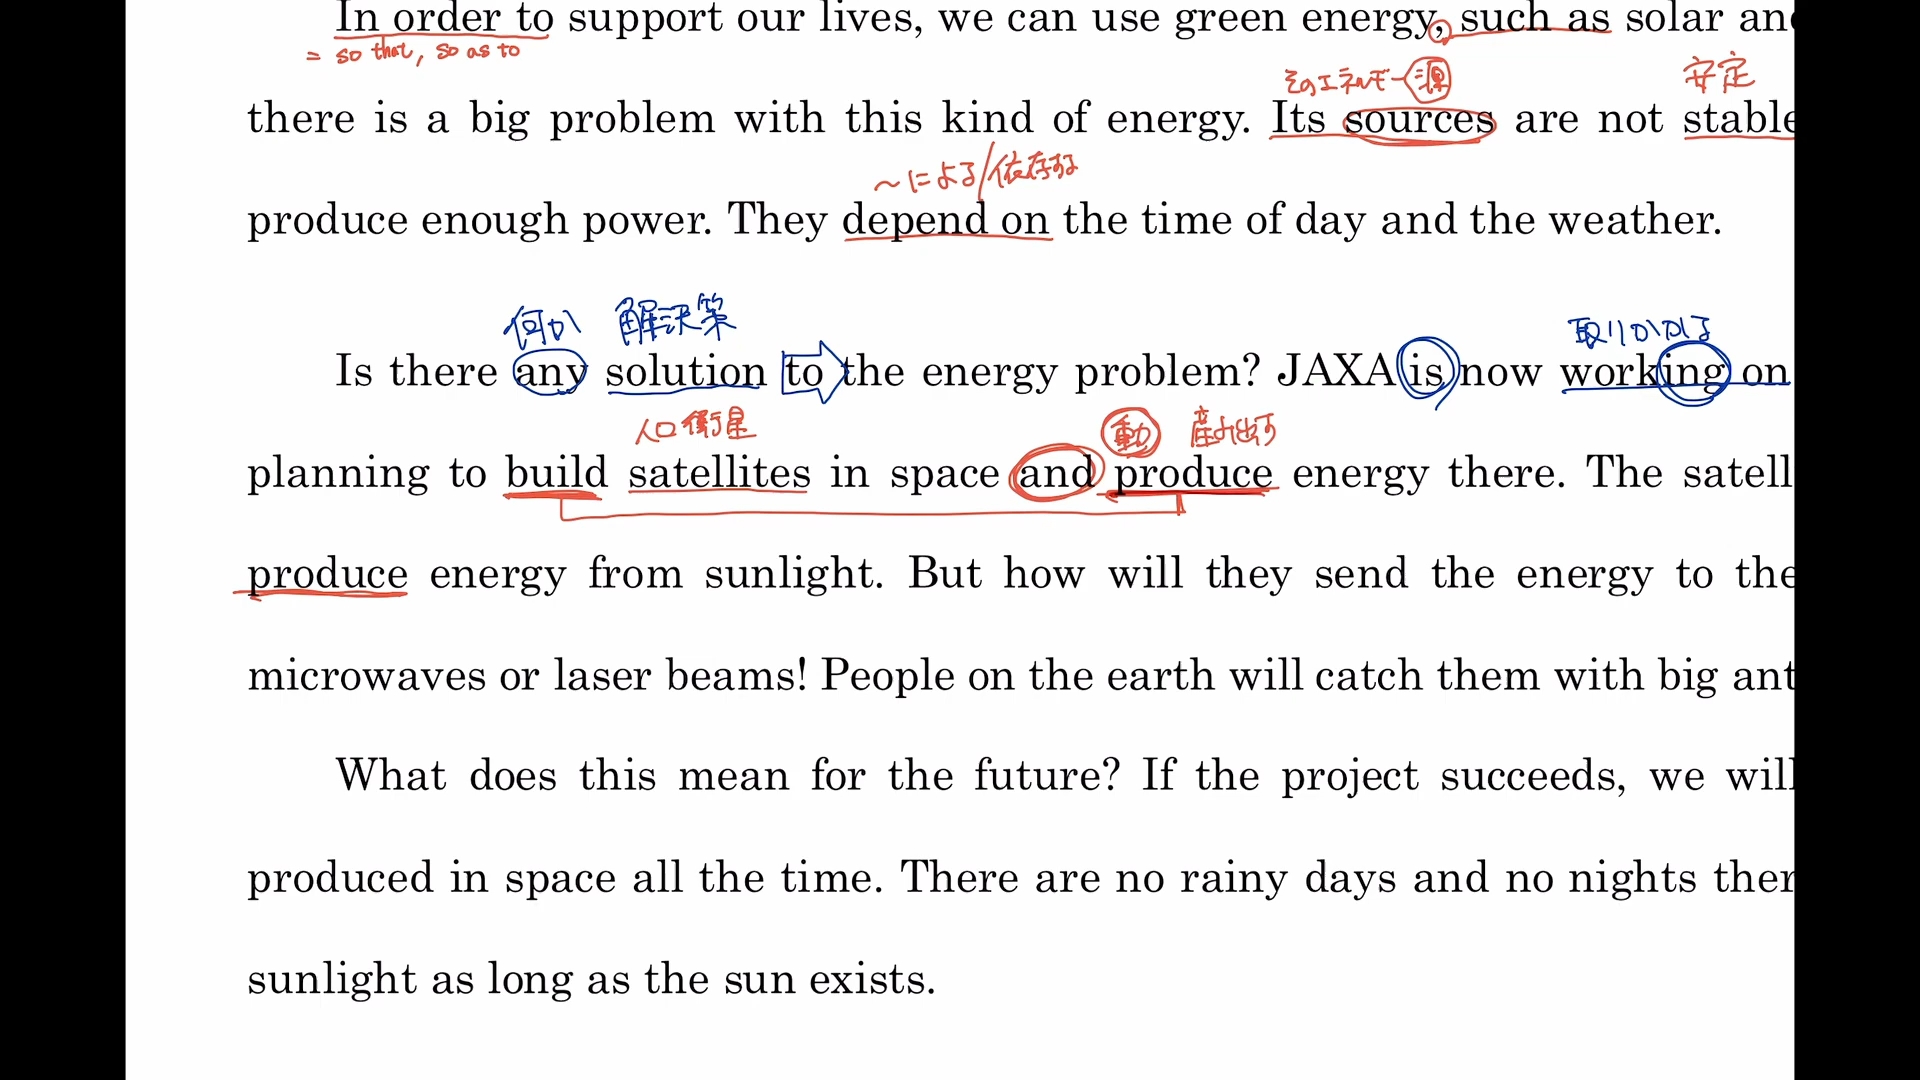 In order to support our lives, we can use green energy, such as solar
= so that, so as to
そのエネルギー源 安定
there is a big problem with this kind of energy. Its sources are not stable
〜による/依存する
produce enough power. They depend on the time of day and the weather.
何か 解決策 取りかかる
Is there any solution to the energy problem? JAXA is now working on
人口衛星 動 産み出す
planning to build satellites in space and produce energy there. The satell
produce energy from sunlight. But how will they send the energy to the
microwaves or laser beams! People on the earth will catch them with big ant
What does this mean for the future? If the project succeeds, we will
produced in space all the time. There are no rainy days and no nights ther
sunlight as long as the sun exists.